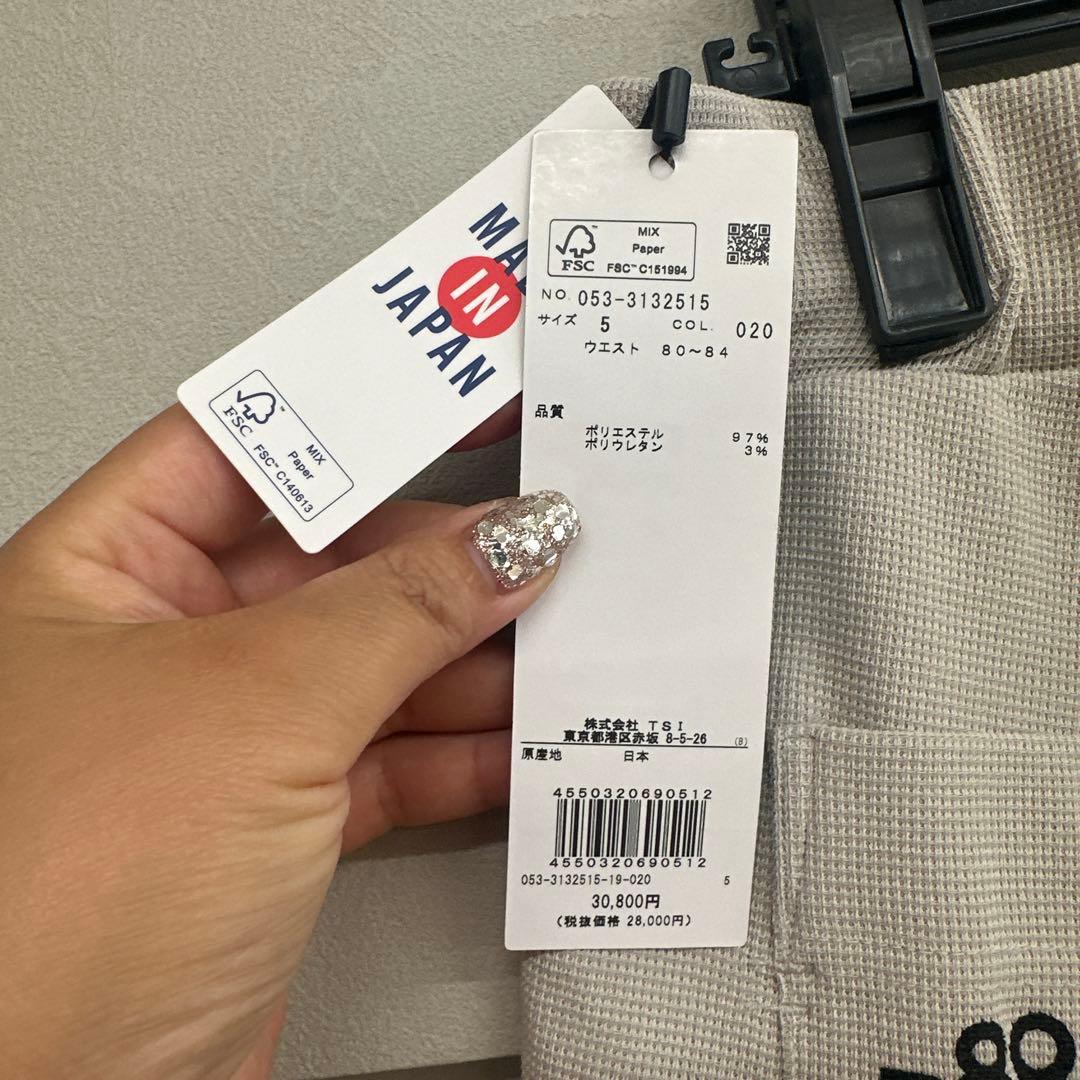 MA
IN
JAPAN
FSC™
MIX
Paper
FSC™ C140613
FSC™
MIX
Paper
FSC™ C151994
NO. 053-3132515
サイズ 5 COL. 020
ウエスト 80～84
品質
ポリエステル 97%
ポリウレタン 3%
株式会社 TSI
東京都港区赤坂 8-5-26 (B)
原産地 日本
4550320690512
4550320690512
053-3132515-19-020 5
30,800円
(税抜価格 28,000円)